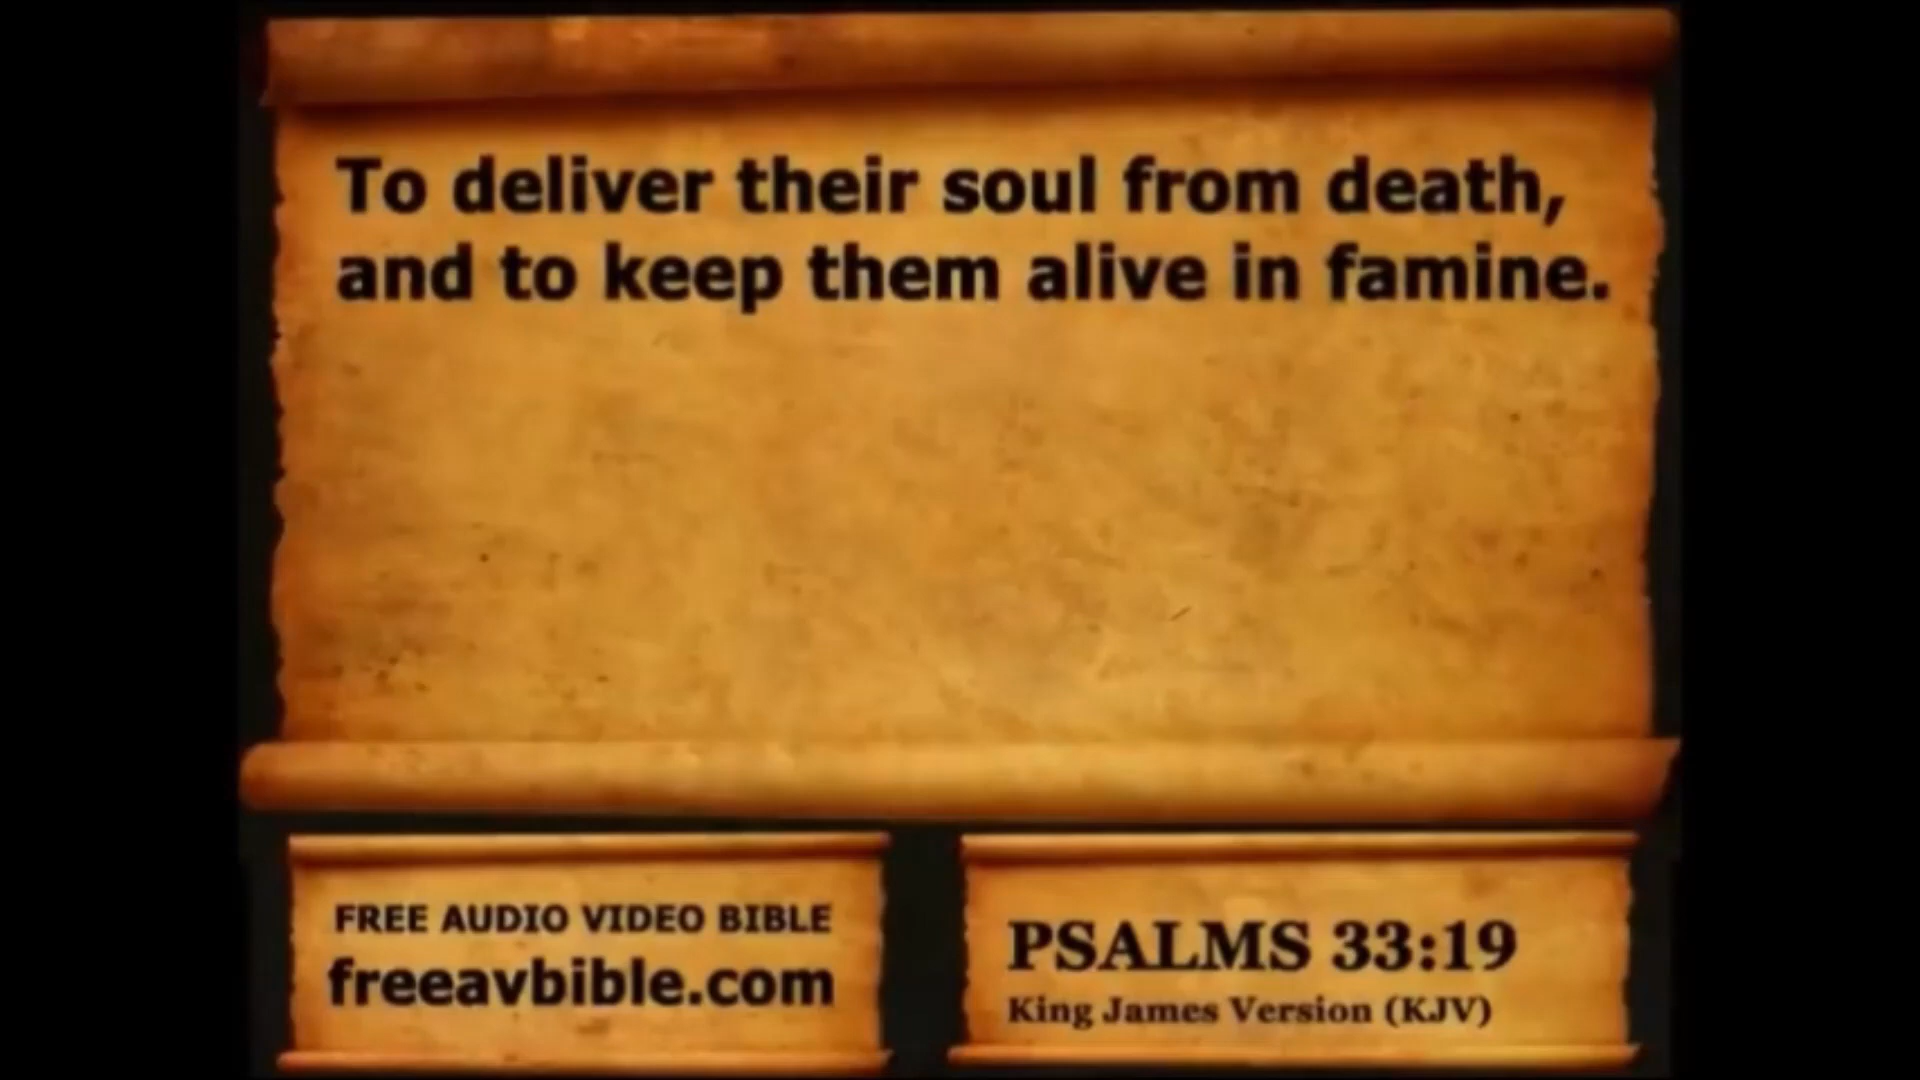 To deliver their soul from death,
and to keep them alive in famine.
FREE AUDIO VIDEO BIBLE
freeavbible.com
PSALMS 33:19
King James Version (KJV)